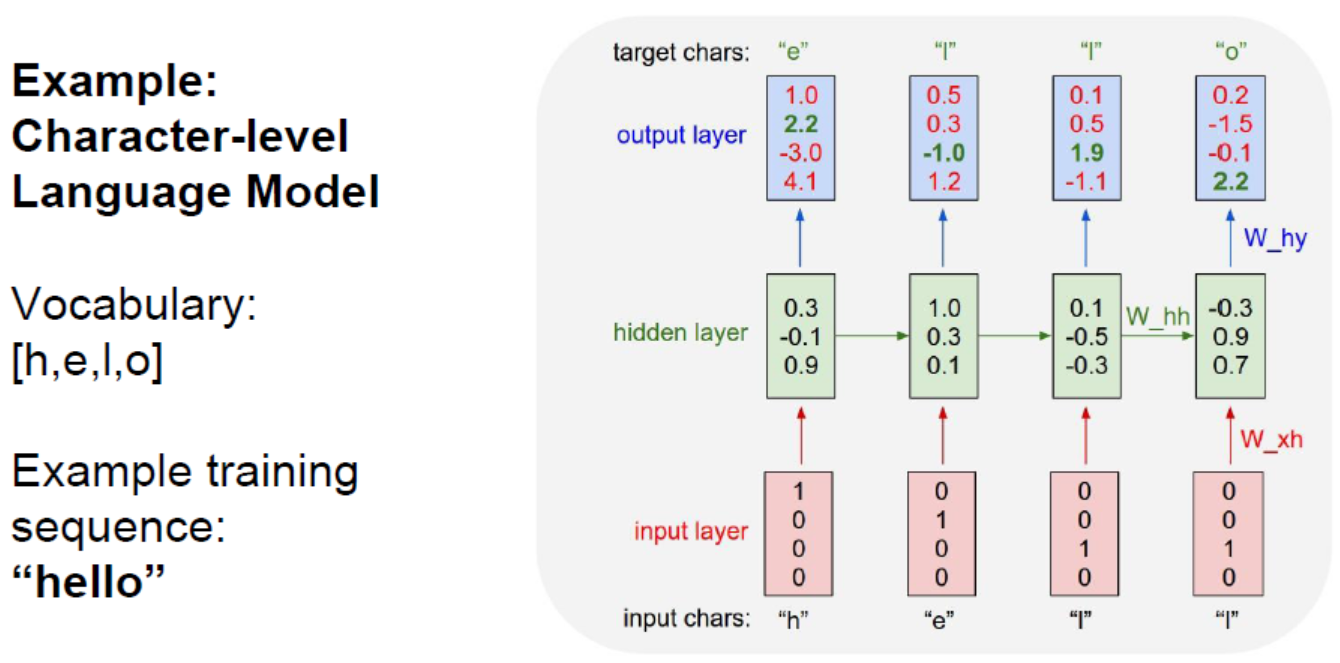 Example:
Character-level
Language Model
Vocabulary:
[h,e,l,o]
Example training
sequence:
“hello”
target chars: “e” “l” “l” “o”
output layer
1.0 0.5 0.1 0.2
2.2 0.3 0.5 -1.5
-3.0 -1.0 1.9 -0.1
4.1 1.2 -1.1 2.2
W_hy
hidden layer
0.3 1.0 0.1 -0.3
-0.1 0.3 -0.5 0.9
0.9 0.1 -0.3 0.7
W_hh
W_xh
input layer
1 0 0 0
0 1 0 0
0 0 1 1
0 0 0 0
input chars: “h” “e” “l” “l”